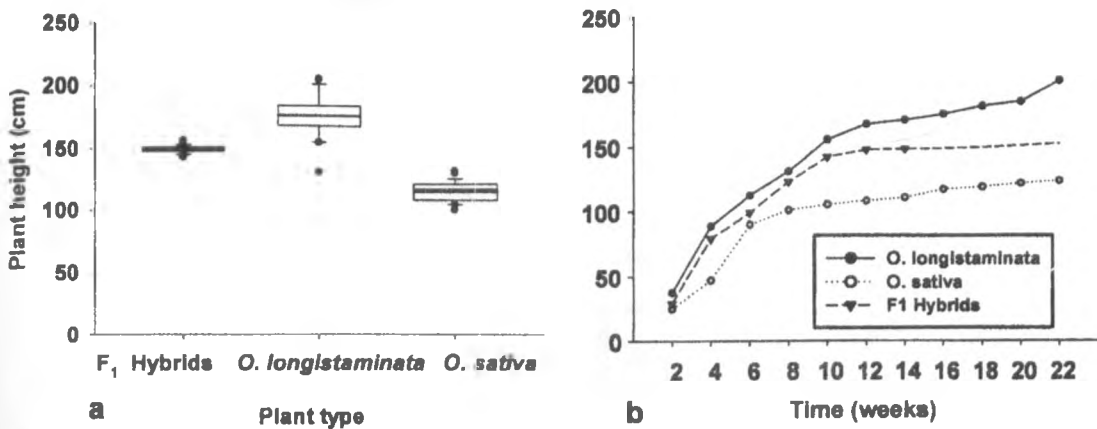 250
200
150
100
50
0
Plant height (cm)
F1 Hybrids O. longistaminata O. sativa
a
Plant type
250
200
150
100
50
0
O. longistaminata
O. sativa
F1 Hybrids
2 4 6 8 10 12 14 16 18 20 22
b
Time (weeks)